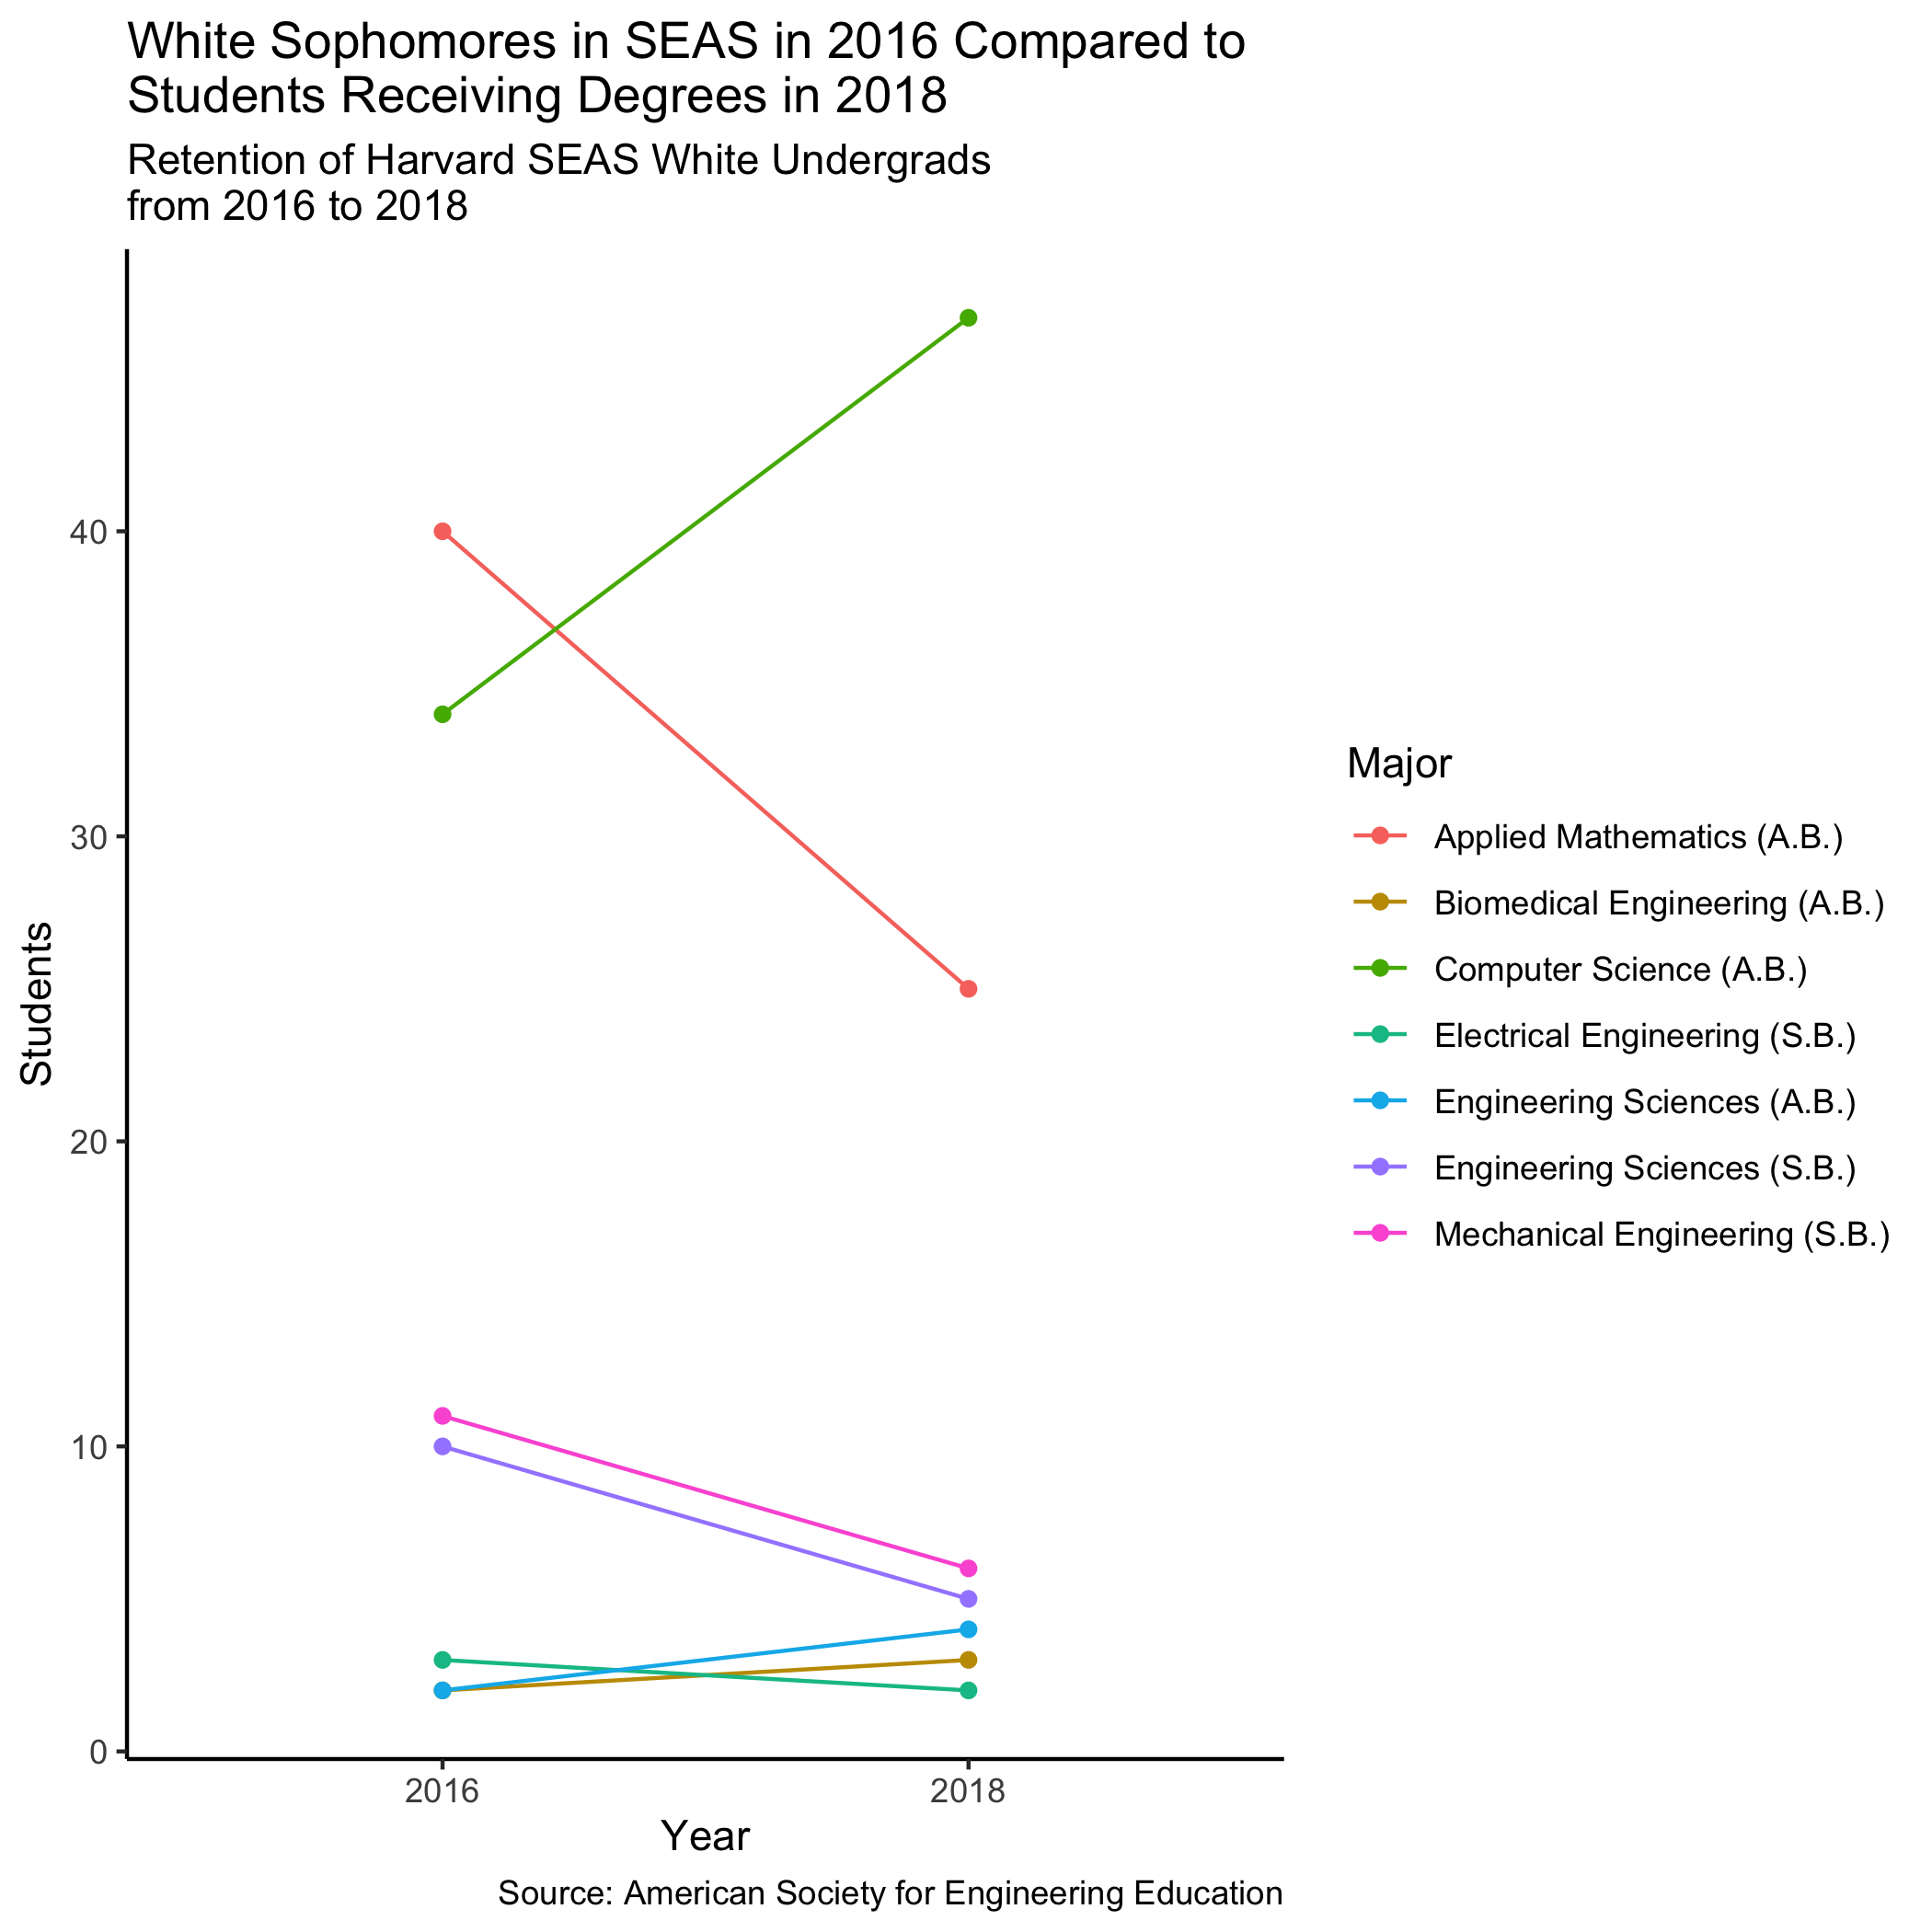 White Sophomores in SEAS in 2016 Compared to
Students Receiving Degrees in 2018
Retention of Harvard SEAS White Undergrads
from 2016 to 2018
40
30
20
10
0
Students
2016
2018
Year
Major
Applied Mathematics (A.B.)
Biomedical Engineering (A.B.)
Computer Science (A.B.)
Electrical Engineering (S.B.)
Engineering Sciences (A.B.)
Engineering Sciences (S.B.)
Mechanical Engineering (S.B.)
Source: American Society for Engineering Education